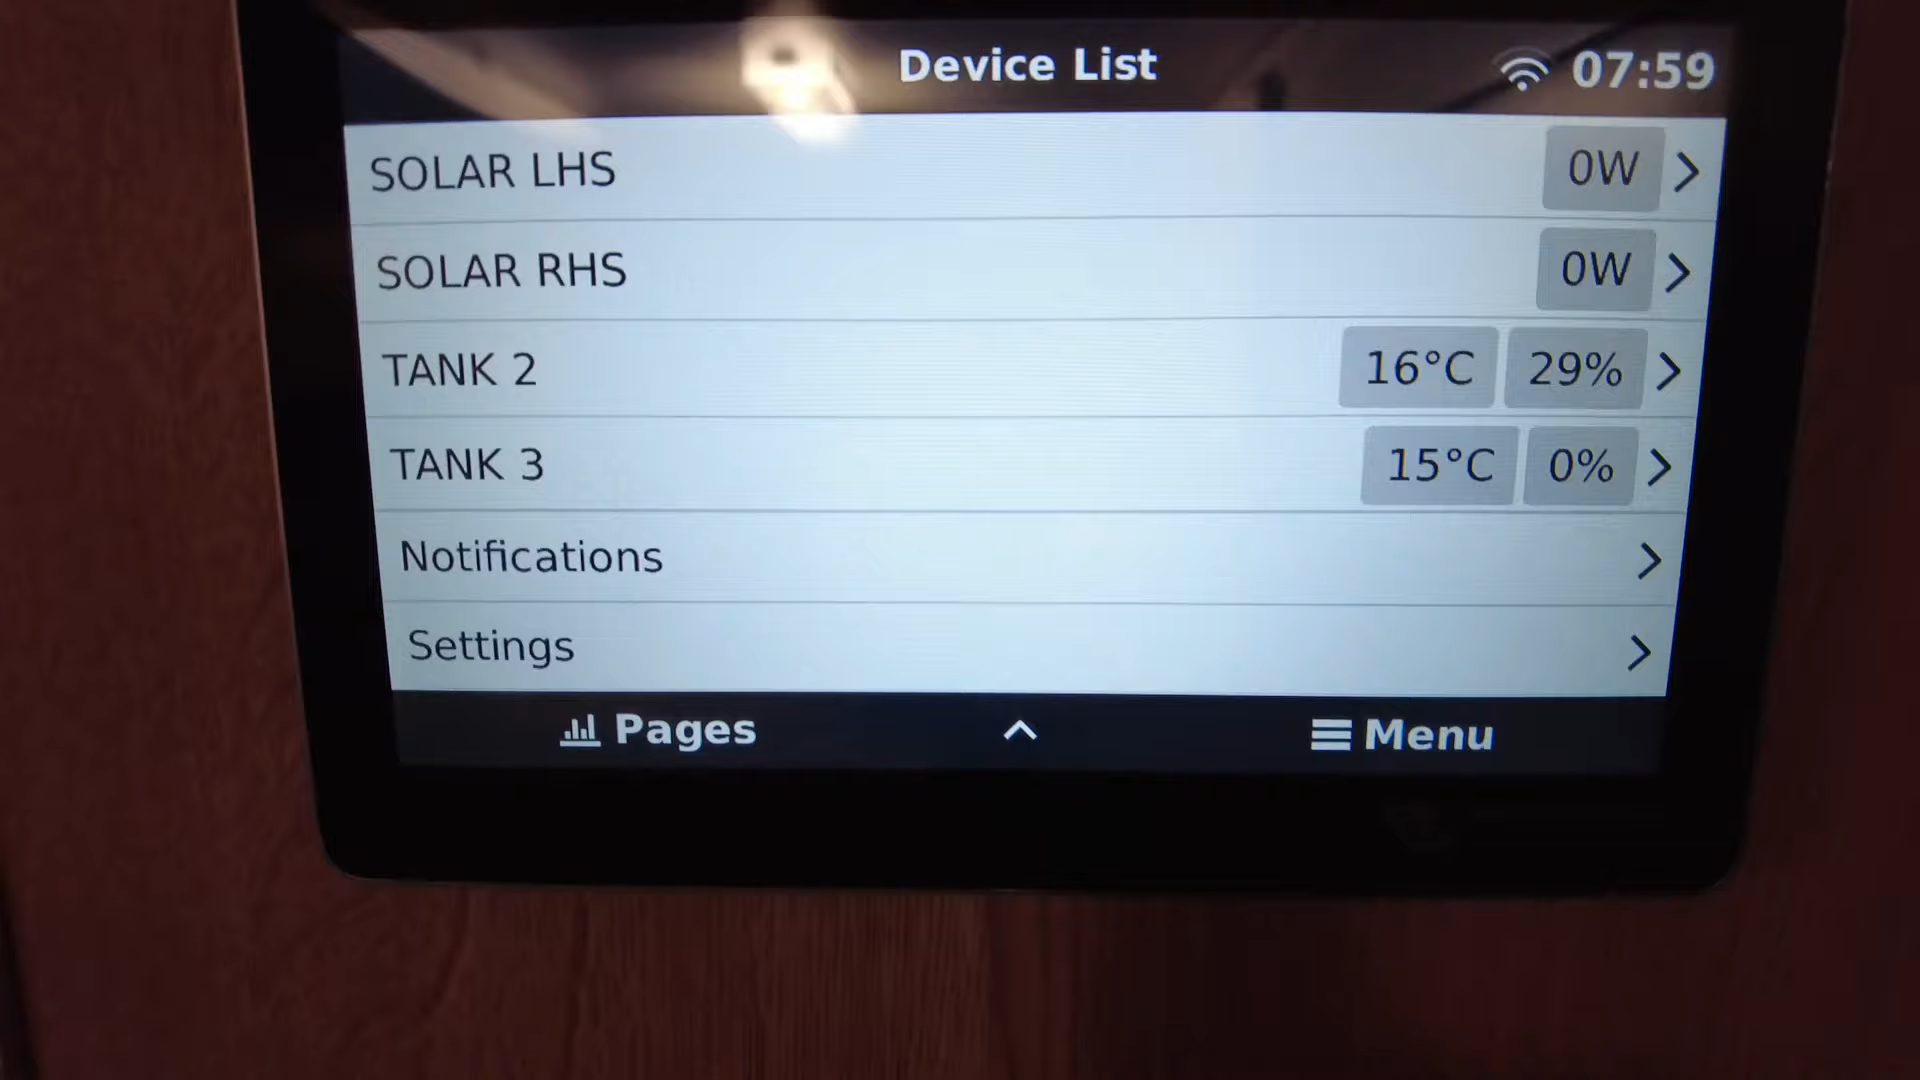 Device List 07:59
SOLAR LHS 0W
SOLAR RHS 0W
TANK 2 16°C 29%
TANK 3 15°C 0%
Notifications
Settings
Pages Menu